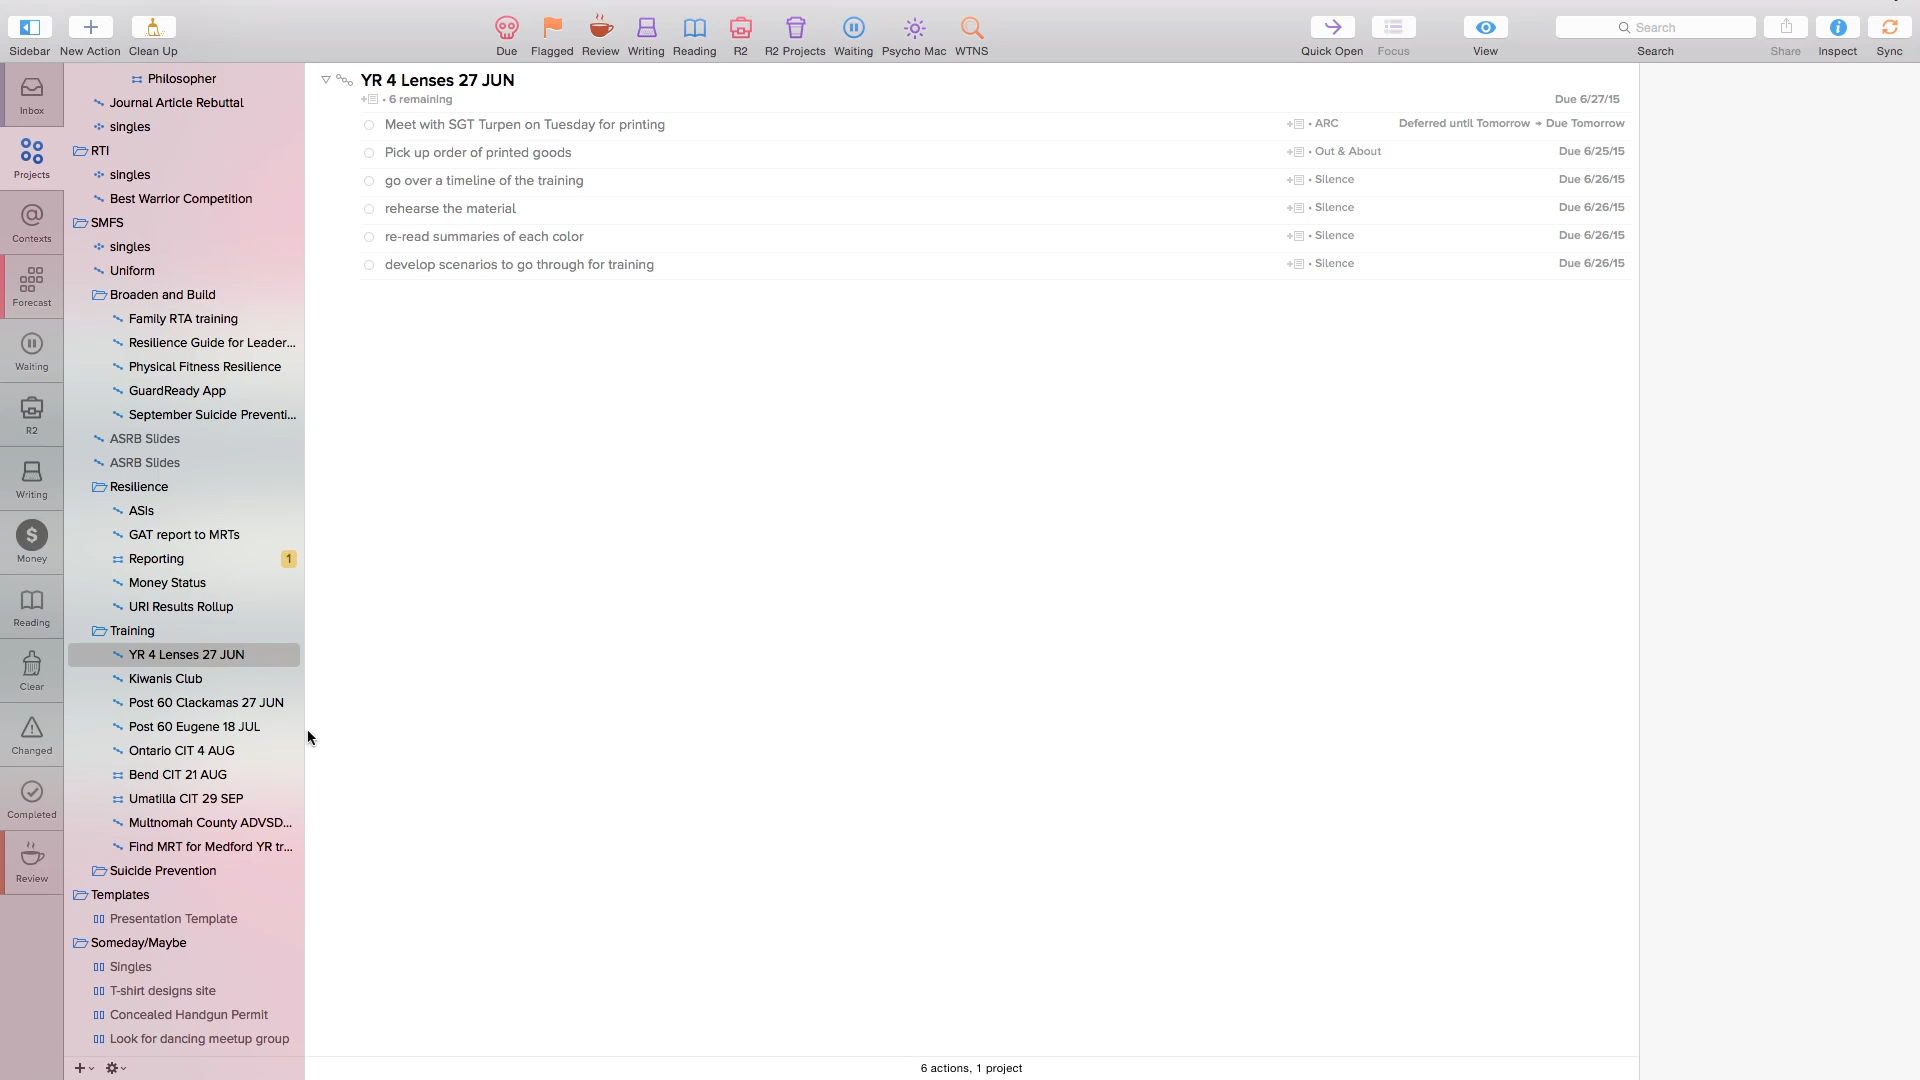 Sidebar
New Action
Clean Up
Due
Flagged
Review
Writing
Reading
R2
R2 Projects
Waiting
Psycho Mac
WTNS
Quick Open
Focus
View
Search
Search
Share
Inspect
Sync
Inbox
Projects
Contexts
Forecast
Waiting
R2
Writing
Money
Reading
Clear
Changed
Completed
Review
Philosopher
Journal Article Rebuttal
singles
RTI
singles
Best Warrior Competition
SMFS
singles
Uniform
Broaden and Build
Family RTA training
Resilience Guide for Leader...
Physical Fitness Resilience
GuardReady App
September Suicide Preventi...
ASRB Slides
ASRB Slides
Resilience
ASIs
GAT report to MRTs
Reporting 1
Money Status
URI Results Rollup
Training
YR 4 Lenses 27 JUN
Kiwanis Club
Post 60 Clackamas 27 JUN
Post 60 Eugene 18 JUL
Ontario CIT 4 AUG
Bend CIT 21 AUG
Umatilla CIT 29 SEP
Multnomah County ADVSD...
Find MRT for Medford YR tr...
Suicide Prevention
Templates
Presentation Template
Someday/Maybe
Singles
T-shirt designs site
Concealed Handgun Permit
Look for dancing meetup group
YR 4 Lenses 27 JUN
• 6 remaining Due 6/27/15
Meet with SGT Turpen on Tuesday for printing • ARC Deferred until Tomorrow → Due Tomorrow
Pick up order of printed goods • Out & About Due 6/25/15
go over a timeline of the training • Silence Due 6/26/15
rehearse the material • Silence Due 6/26/15
re-read summaries of each color • Silence Due 6/26/15
develop scenarios to go through for training • Silence Due 6/26/15
6 actions, 1 project